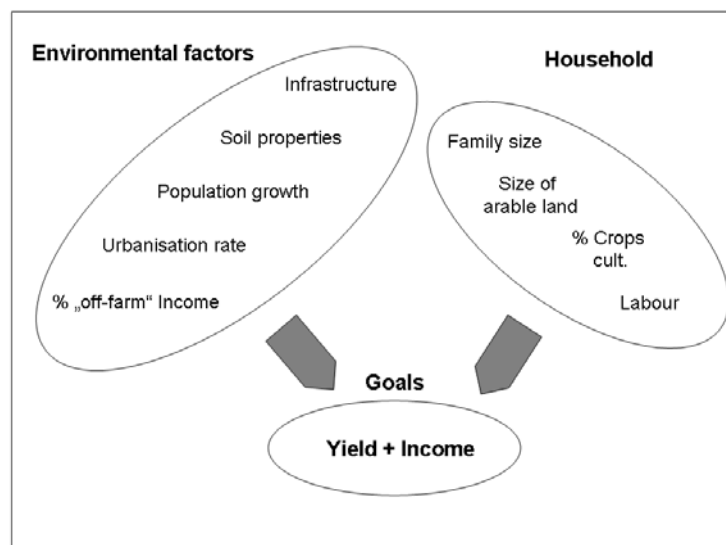 Environmental factors
Infrastructure
Soil properties
Population growth
Urbanisation rate
% „off-farm“ Income
Household
Family size
Size of
arable land
% Crops
cult.
Labour
Goals
Yield + Income